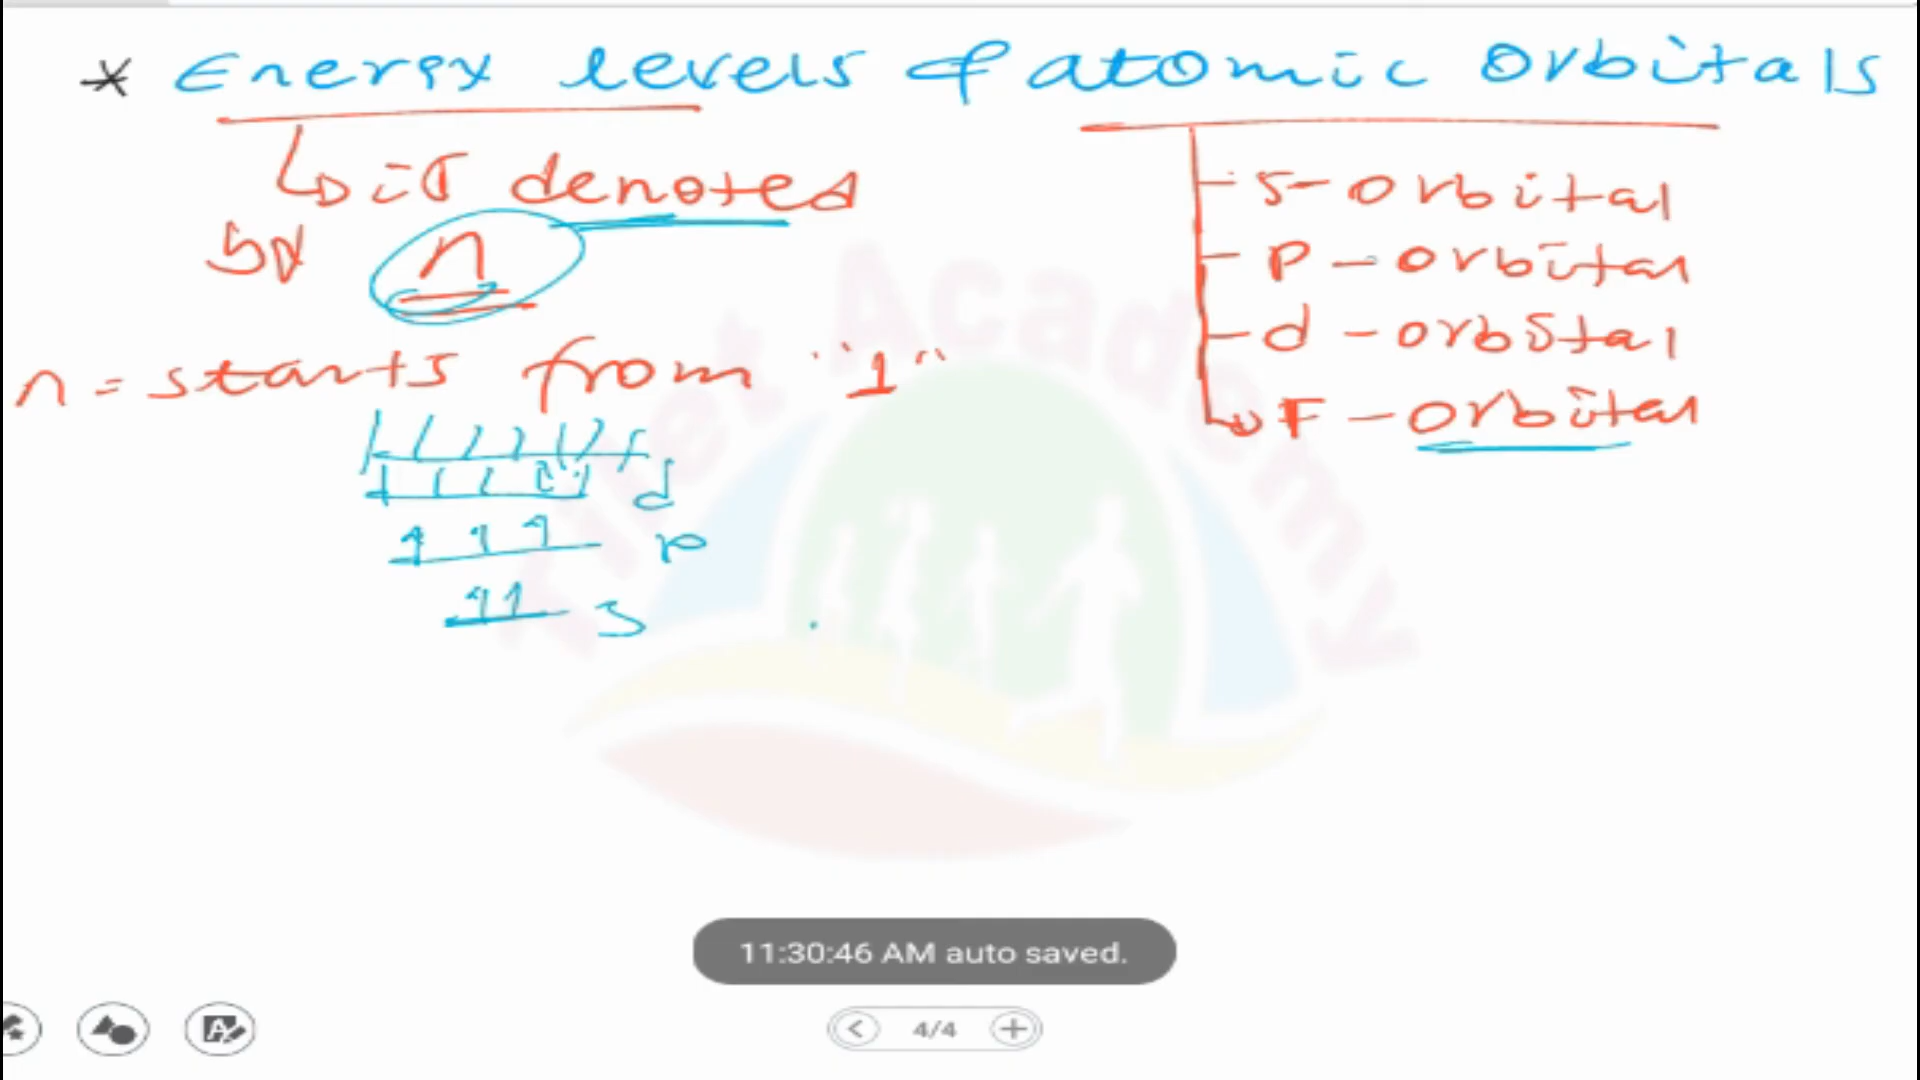 * Energy levels of atomic orbitals
it is denoted
by n
n = starts from "1"
f
d
p
s
- s - orbital
- p - orbital
- d - orbital
F - orbital
Academy
11:30:46 AM auto saved.
4/4